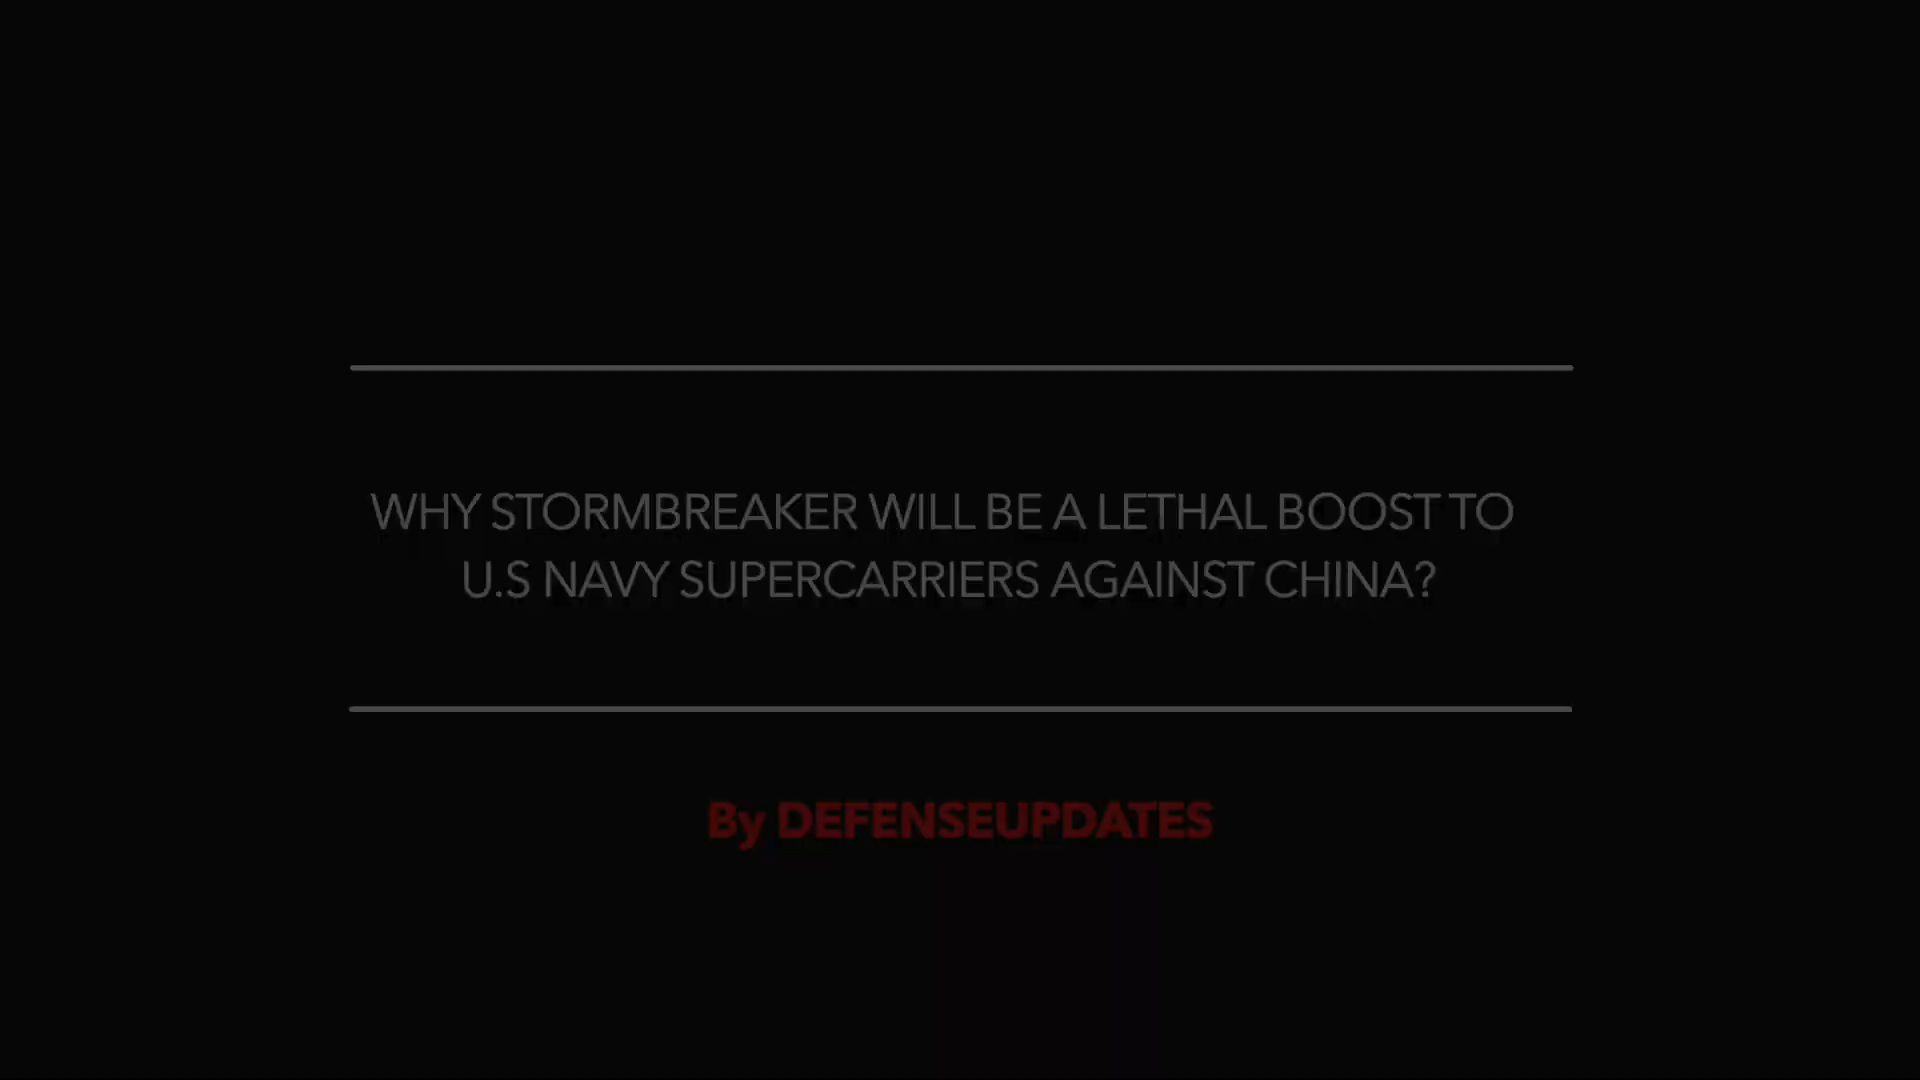 WHY STORMBREAKER WILL BE A LETHAL BOOST TO
U.S NAVY SUPERCARRIERS AGAINST CHINA?
By DEFENSEUPDATES